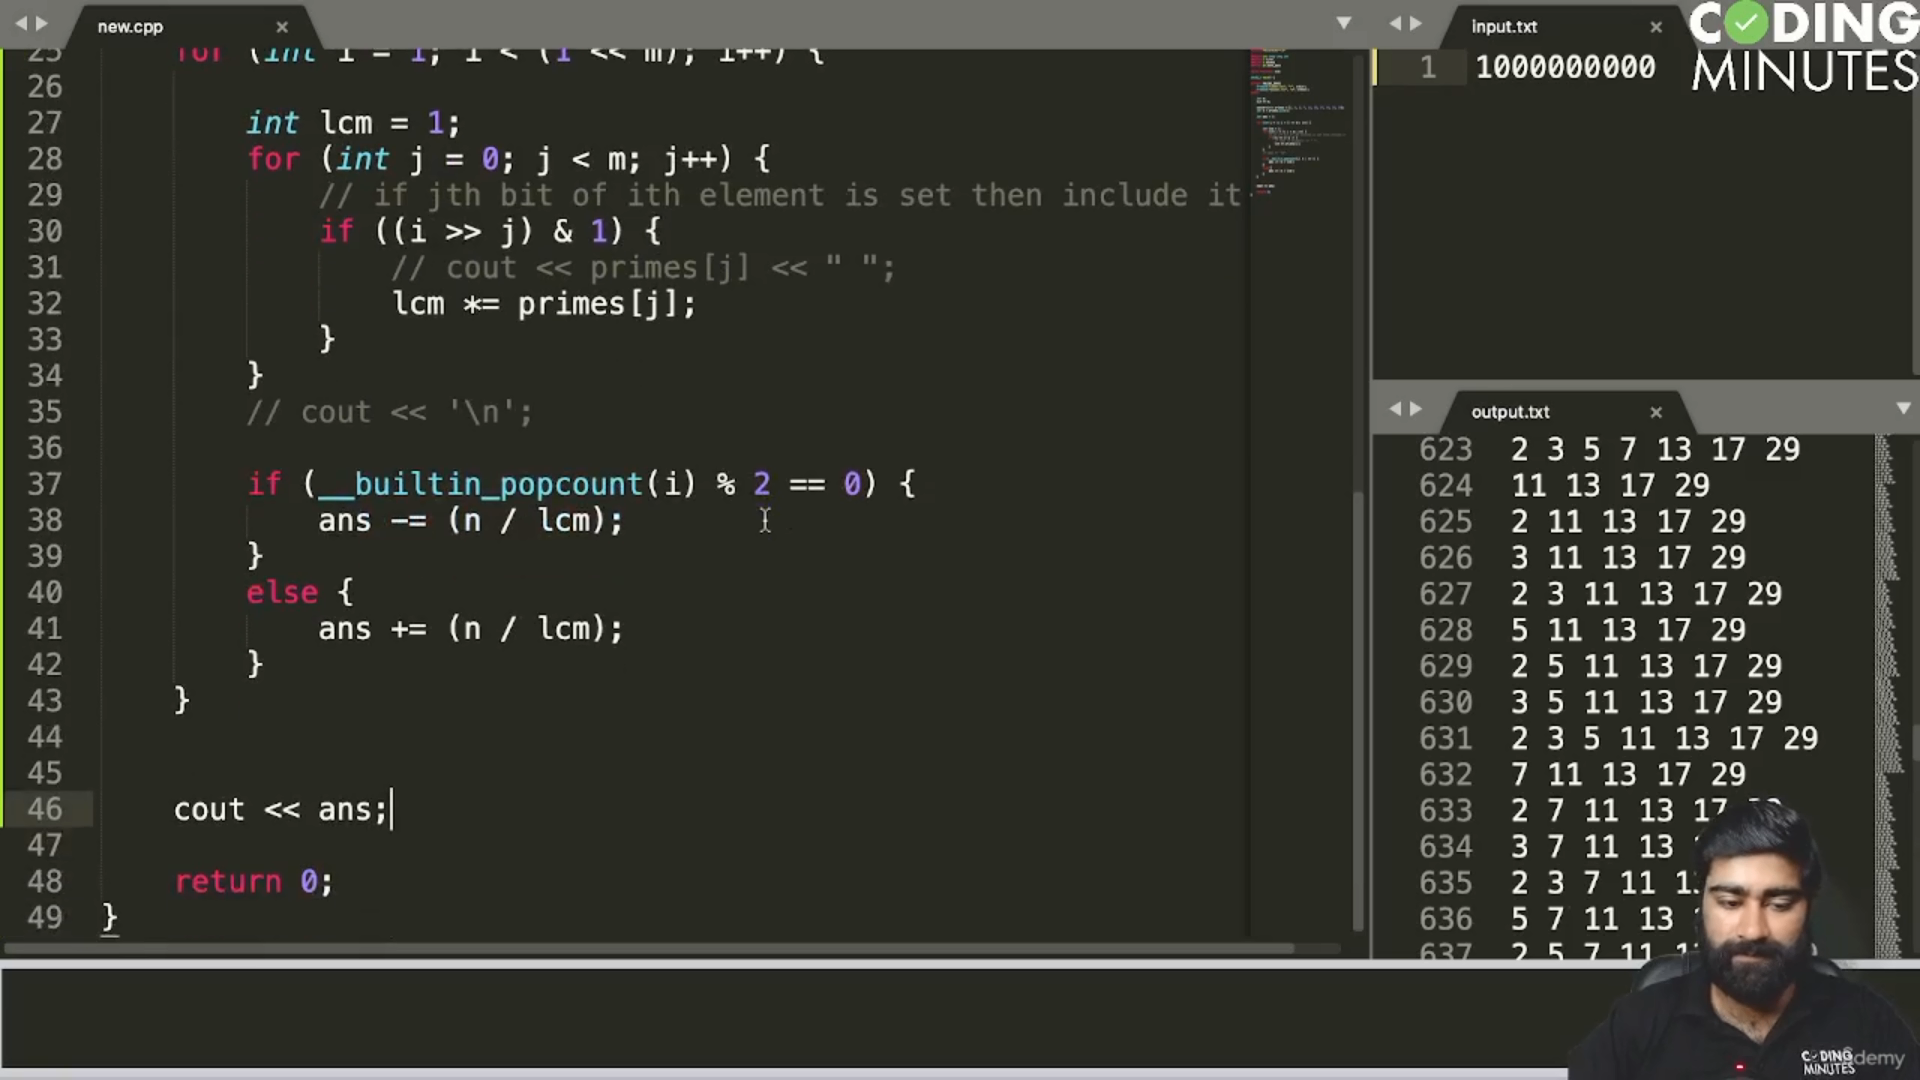 new.cpp
25 for (int i = 1; i < (1 << m); i++) {
26
27 int lcm = 1;
28 for (int j = 0; j < m; j++) {
29 // if jth bit of ith element is set then include it
30 if ((i >> j) & 1) {
31 // cout << primes[j] << " ";
32 lcm *= primes[j];
33 }
34 }
35 // cout << '\n';
36
37 if (__builtin_popcount(i) % 2 == 0) {
38 ans -= (n / lcm);
39 }
40 else {
41 ans += (n / lcm);
42 }
43 }
44
45
46 cout << ans;
47
48 return 0;
49 }
input.txt
1 1000000000
CODING
MINUTES
output.txt
623 2 3 5 7 13 17 29
624 11 13 17 29
625 2 11 13 17 29
626 3 11 13 17 29
627 2 3 11 13 17 29
628 5 11 13 17 29
629 2 5 11 13 17 29
630 3 5 11 13 17 29
631 2 3 5 11 13 17 29
632 7 11 13 17 29
633 2 7 11 13 17
634 3 7 11 13
635 2 3 7 11
636 5 7 11 13
637 2 5 7 11
CODING
MINUTES